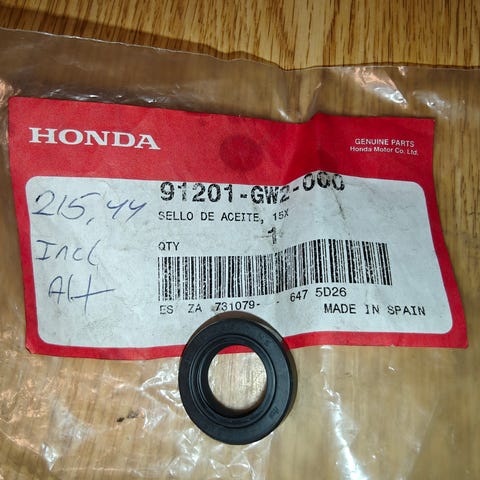 HONDA
GENUINE PARTS
Honda Motor Co. Ltd.
91201-GW2-000
SELLO DE ACEITE, 15X
QTY
1
ES ZA 731079- 647 5D26
MADE IN SPAIN
215,44
Incl